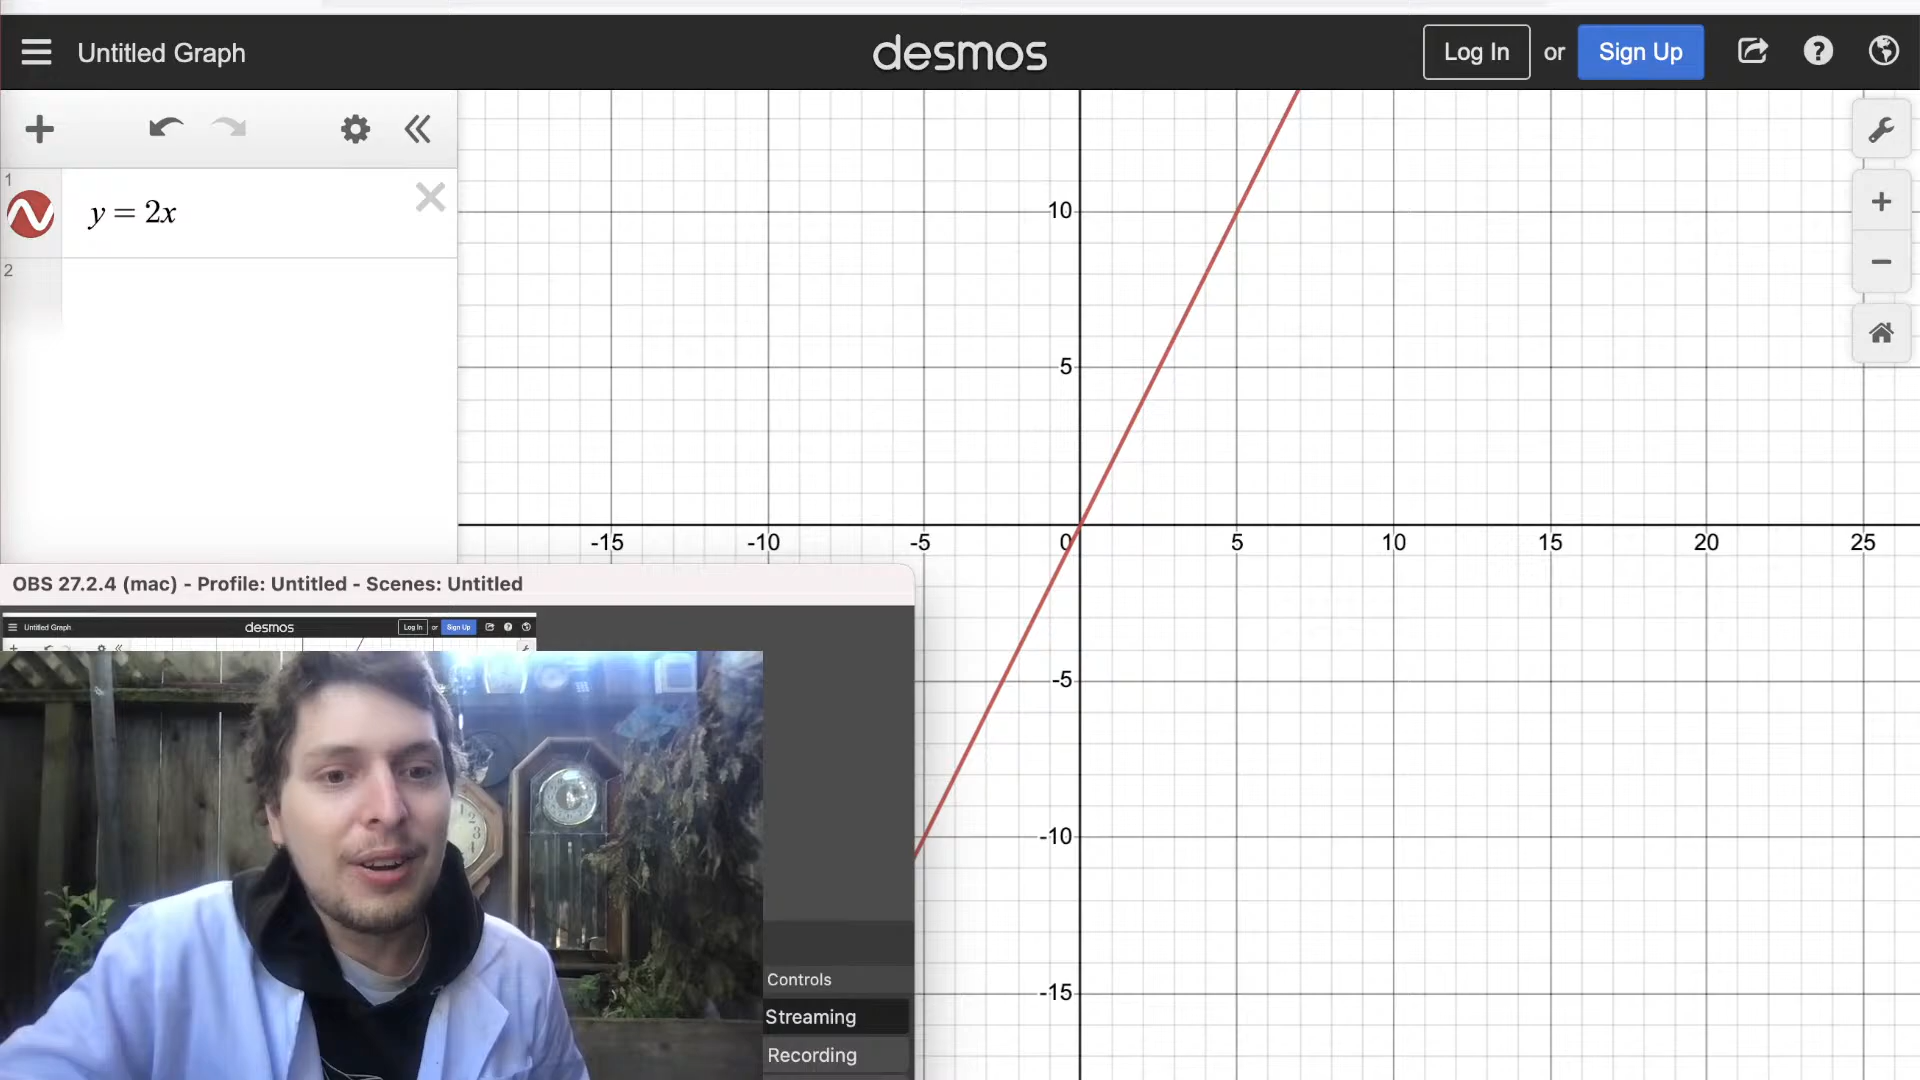 Untitled Graph
desmos
Log In or Sign Up
1
y = 2x
2
10
5
-15 -10 -5 0 5 10 15 20 25
-5
-10
-15
OBS 27.2.4 (mac) - Profile: Untitled - Scenes: Untitled
Untitled Graph
desmos
Log In or Sign Up
Controls
Streaming
Recording